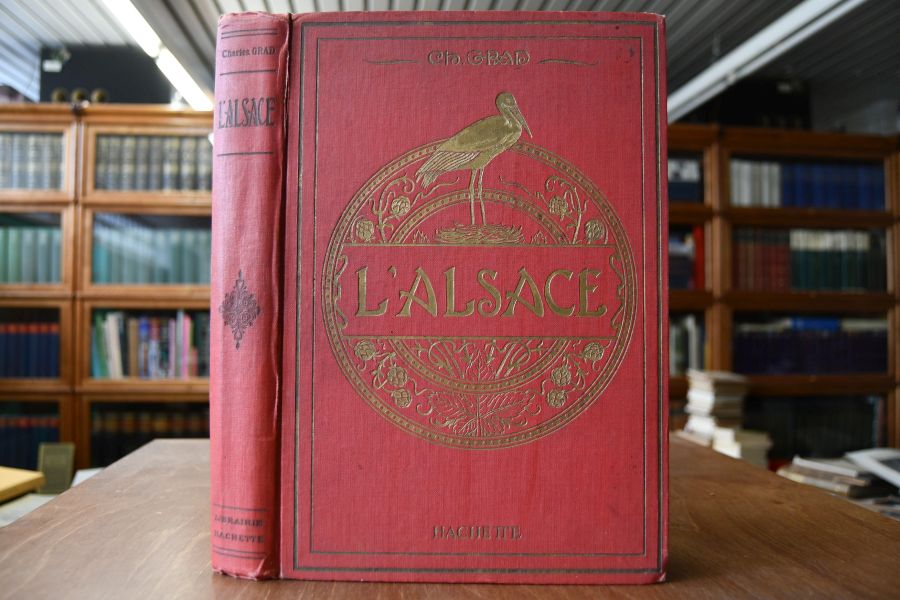 Charles GRAD
L'ALSACE
LIBRAIRIE
HACHETTE
CH. GRAD
L'ALSACE
HACHETTE